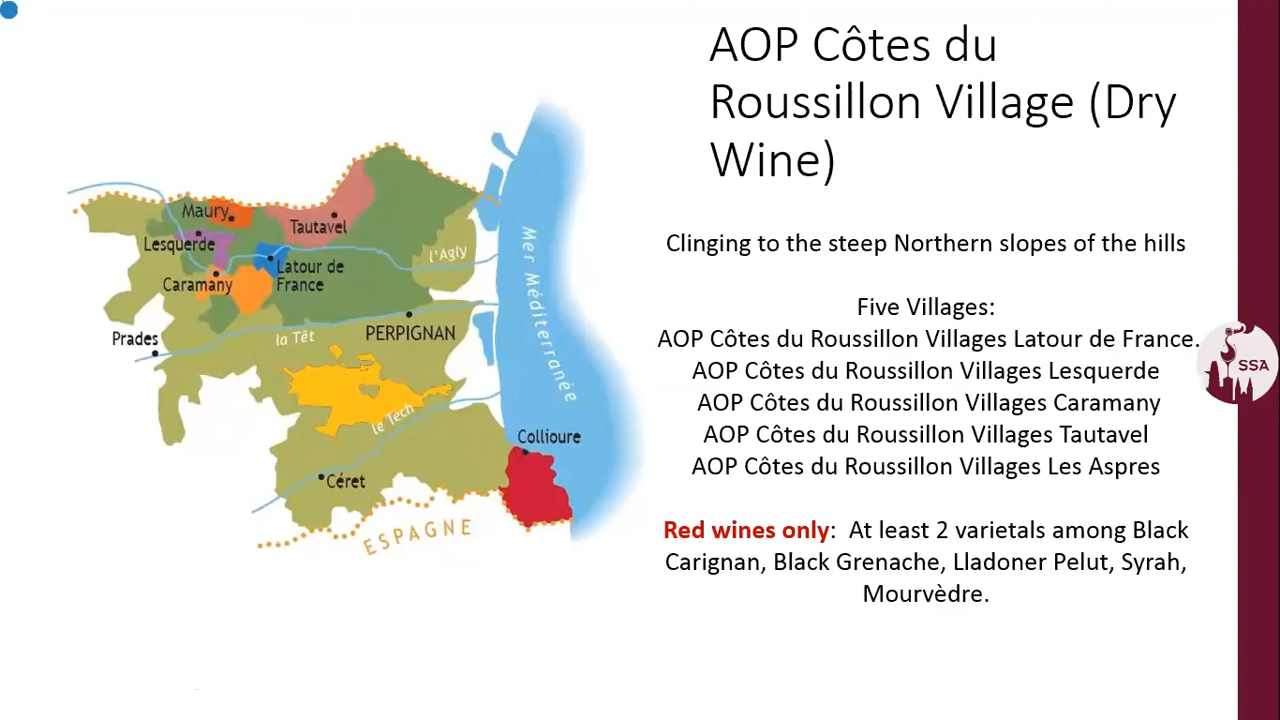 AOP Côtes du
Roussillon Village (Dry
Wine)
Clinging to the steep Northern slopes of the hills
Five Villages:
AOP Côtes du Roussillon Villages Latour de France.
AOP Côtes du Roussillon Villages Lesquerde
AOP Côtes du Roussillon Villages Caramany
AOP Côtes du Roussillon Villages Tautavel
AOP Côtes du Roussillon Villages Les Aspres
Red wines only: At least 2 varietals among Black
Carignan, Black Grenache, Lladoner Pelut, Syrah,
Mourvèdre.
Maury
Tautavel
Lesquerde
l'Agly
Latour de
France
Caramany
Mer Méditerranée
Prades
la Têt
PERPIGNAN
le Tech
Collioure
Céret
ESPAGNE
SSA